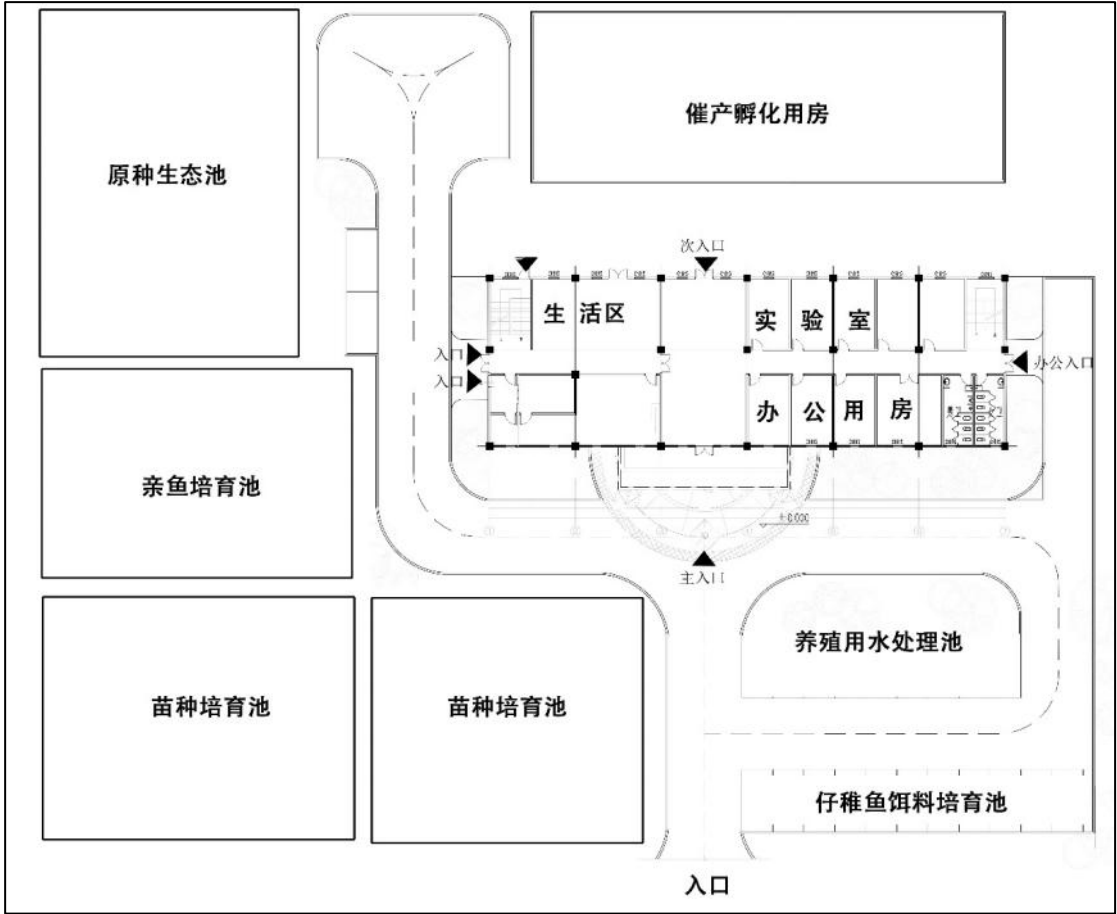 催产孵化用房
原种生态池
次入口
生活区
实验室
入口
入口
办公入口
办公用房
亲鱼培育池
±0.000
主入口
养殖用水处理池
苗种培育池
苗种培育池
仔稚鱼饵料培育池
入口